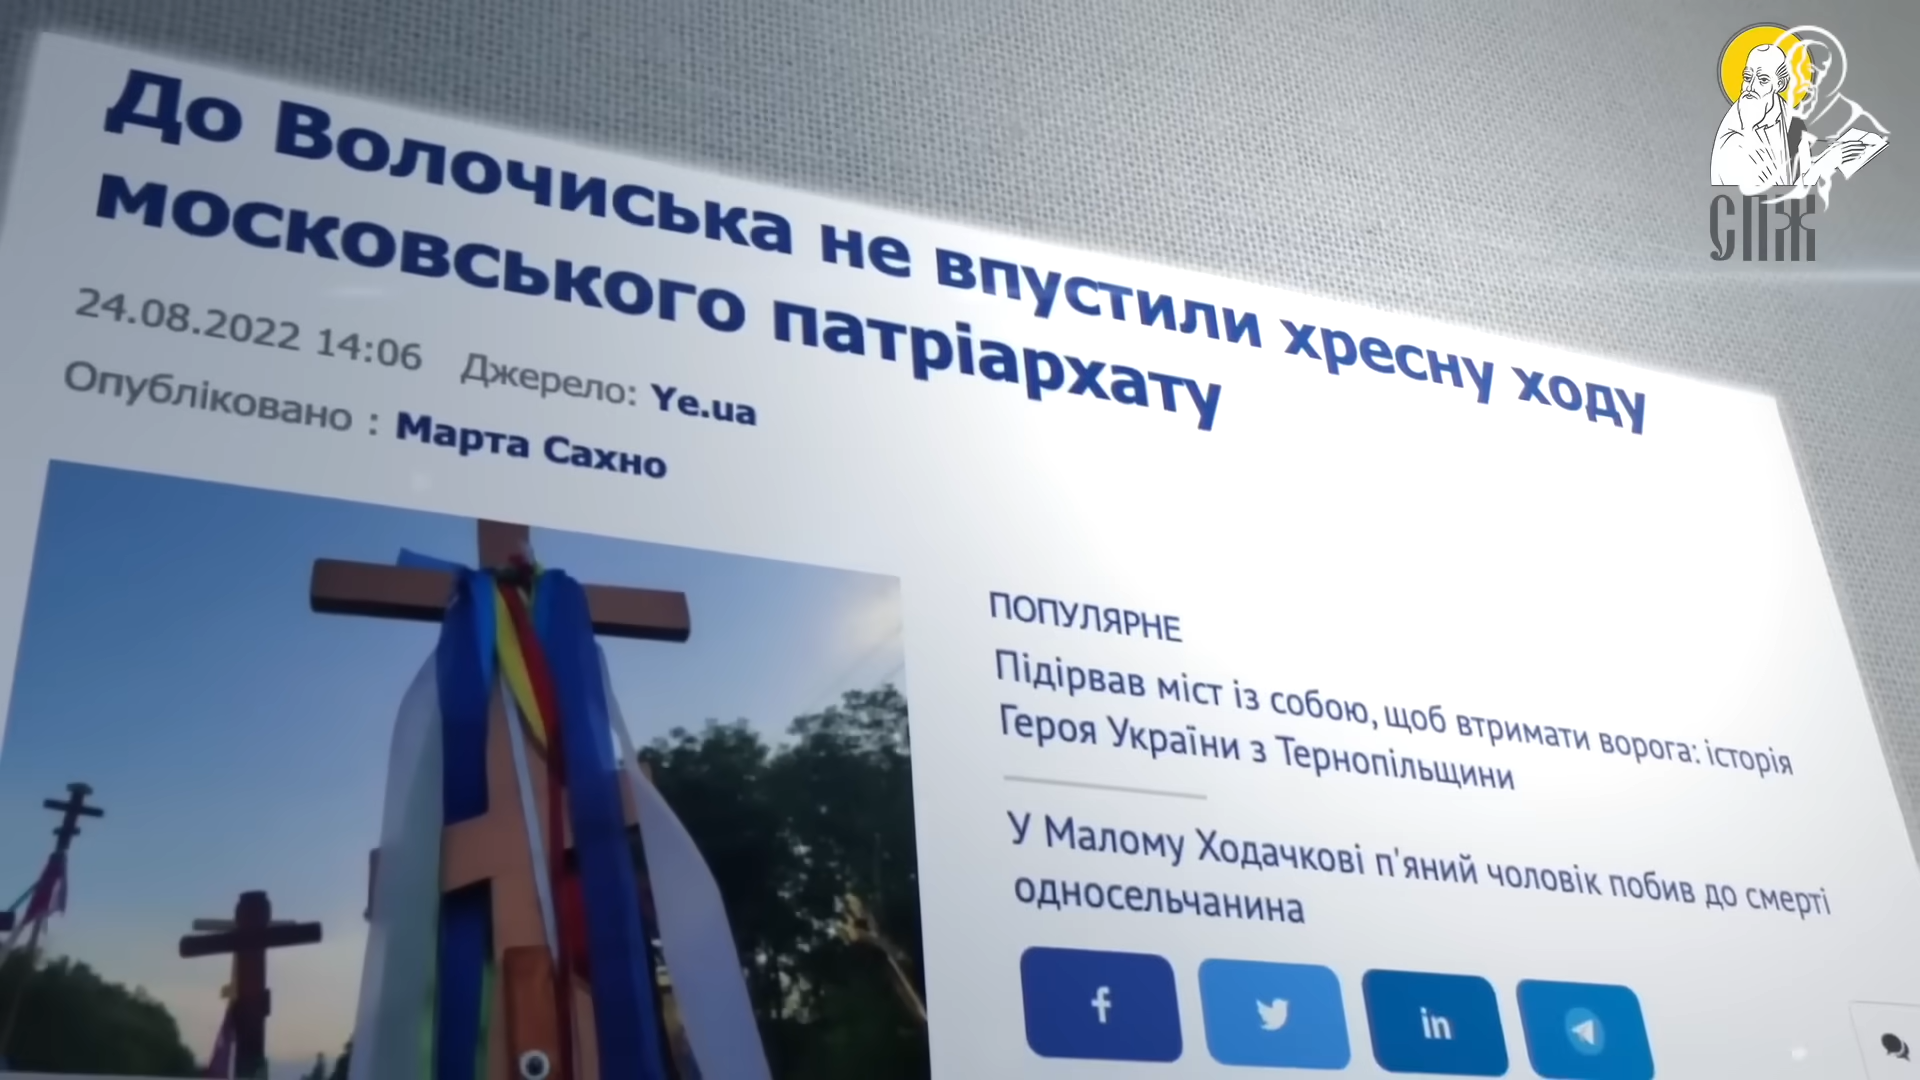 До Волочиська не впустили хресну ходу
московського патріархату
24.08.2022 14:06 Джерело: Ye.ua
Опубліковано : Марта Сахно
ПОПУЛЯРНЕ
Підірвав міст із собою, щоб втримати ворога: історія
Героя України з Тернопільщини
У Малому Ходачкові п'яний чоловік побив до смерті
односельчанина
f
in
СПЖ